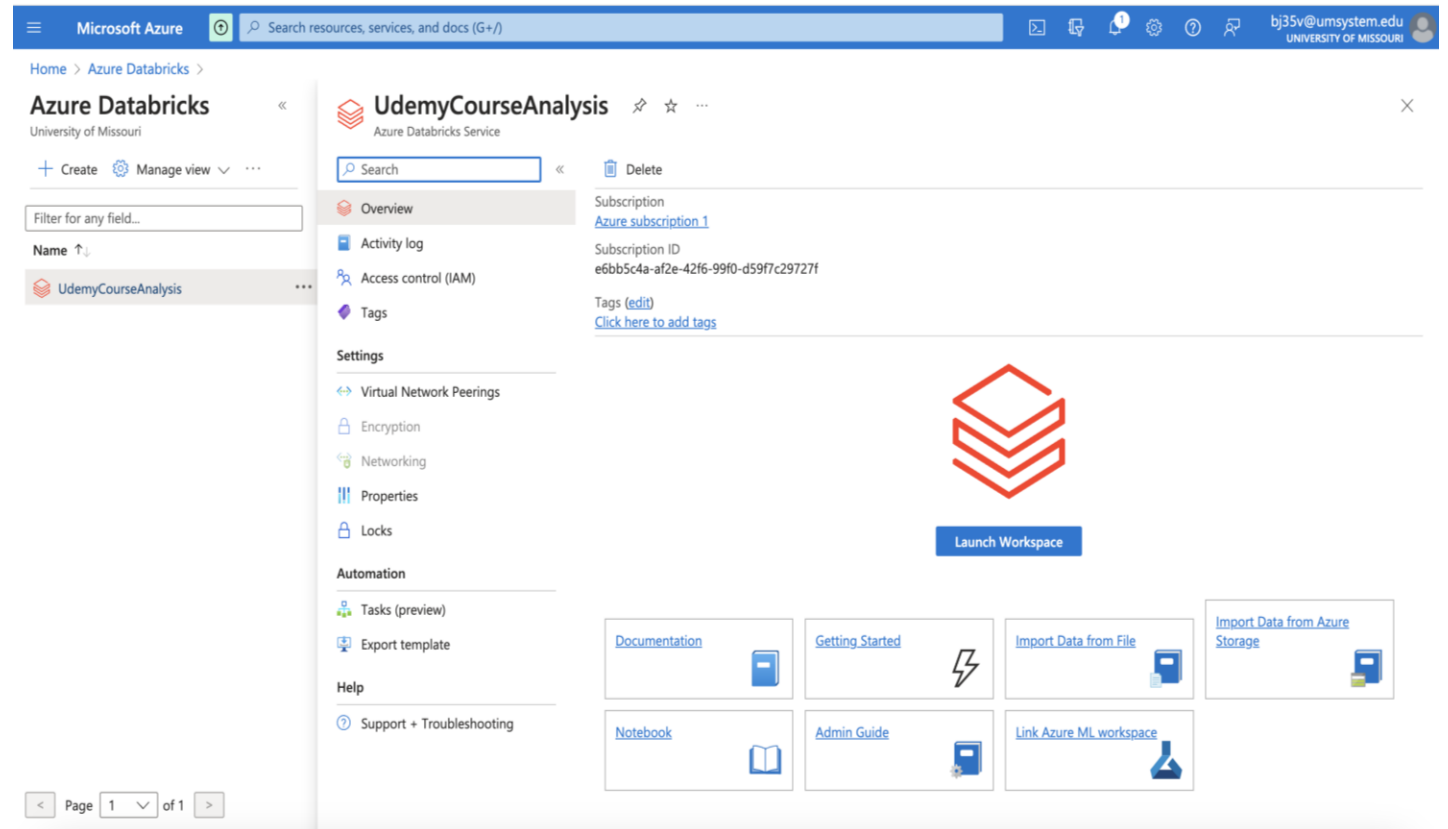 Microsoft Azure
Search resources, services, and docs (G+/)
1
bj35v@umsystem.edu
UNIVERSITY OF MISSOURI
Home > Azure Databricks >
Azure Databricks
University of Missouri
Create
Manage view
Filter for any field...
Name
UdemyCourseAnalysis
Page 1 of 1
UdemyCourseAnalysis
Azure Databricks Service
Search
Overview
Activity log
Access control (IAM)
Tags
Settings
Virtual Network Peerings
Encryption
Networking
Properties
Locks
Automation
Tasks (preview)
Export template
Help
Support + Troubleshooting
Delete
Subscription
Azure subscription 1
Subscription ID
e6bb5c4a-af2e-42f6-99f0-d59f7c29727f
Tags (edit)
Click here to add tags
Launch Workspace
Documentation
Getting Started
Import Data from File
Import Data from Azure
Storage
Notebook
Admin Guide
Link Azure ML workspace